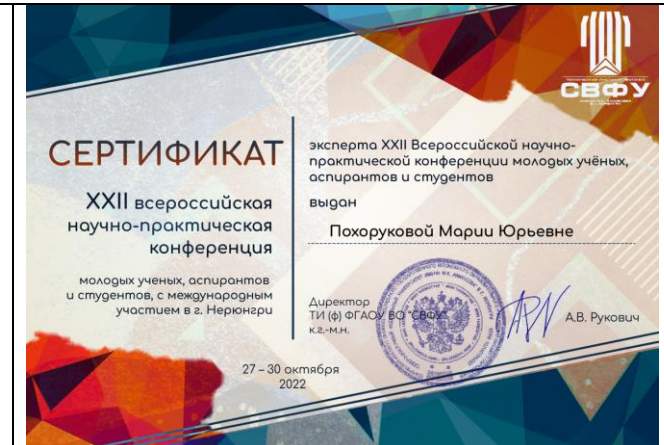 СВФУ
СЕРТИФИКАТ
XXII всероссийская
научно-практическая
конференция
молодых ученых, аспирантов
и студентов, с международным
участием в г. Нерюнгри
эксперта XXII Всероссийской научно-
практической конференции молодых учёных,
аспирантов и студентов
выдан
Похоруковой Марии Юрьевне
Директор
ТИ (ф) ФГАОУ ВО "СВФУ"
к.г.-м.н.
А.В. Рукович
27 – 30 октября
2022